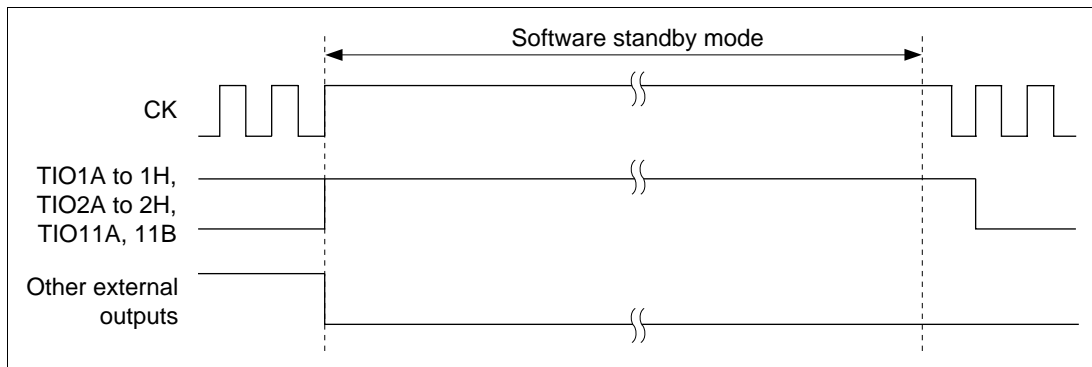 Software standby mode
CK
TIO1A to 1H,
TIO2A to 2H,
TIO11A, 11B
Other external
outputs